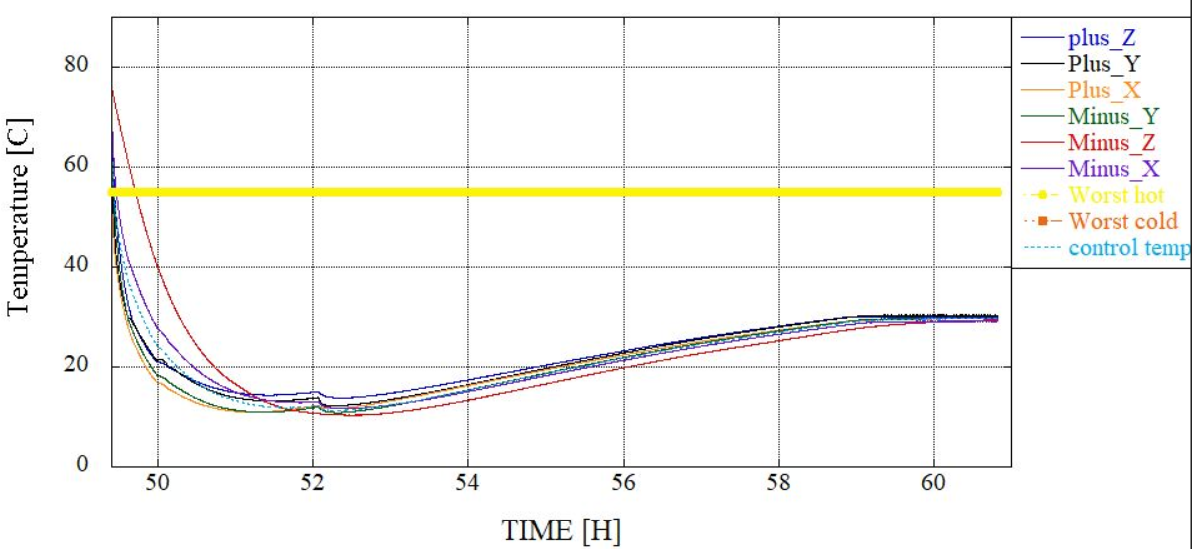 Temperature [C]
80
60
40
20
0
50 52 54 56 58 60
TIME [H]
plus_Z
Plus_Y
Plus_X
Minus_Y
Minus_Z
Minus_X
Worst hot
Worst cold
control temp